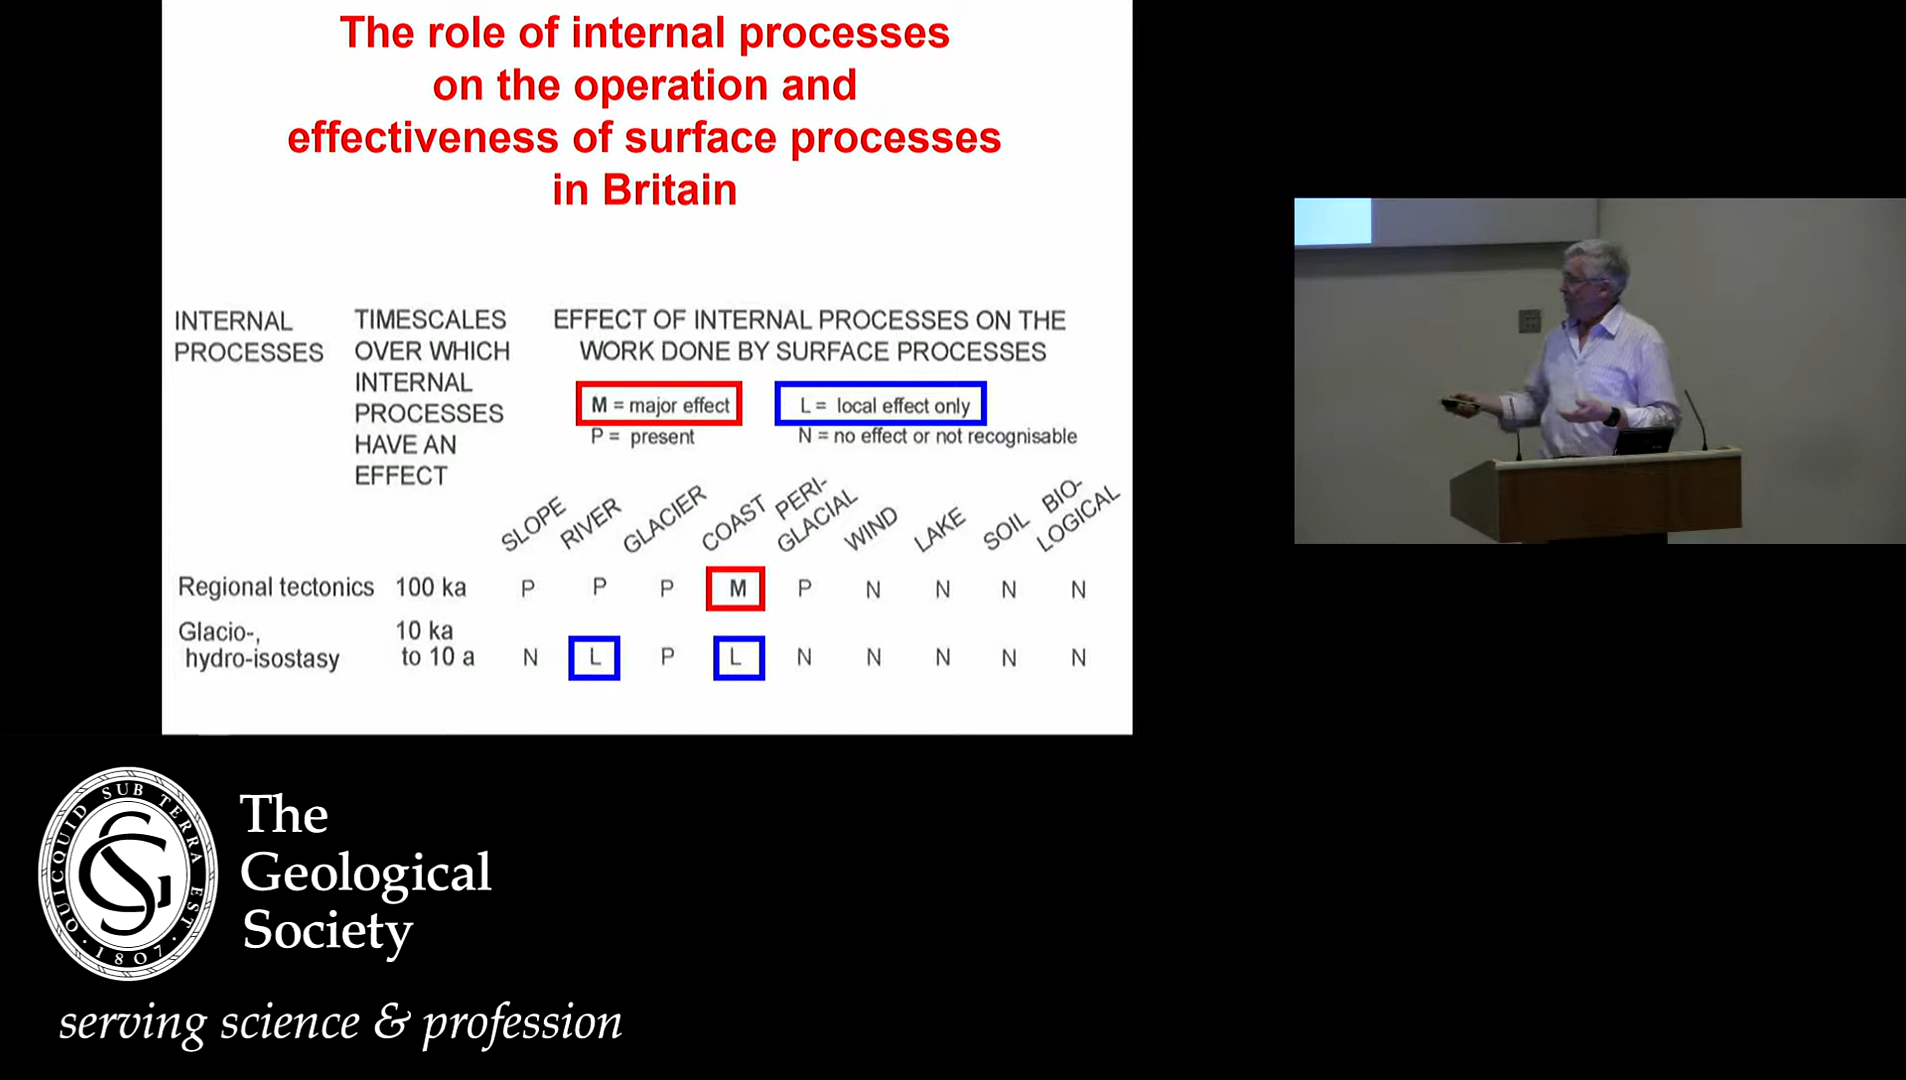 The role of internal processes
on the operation and
effectiveness of surface processes
in Britain
INTERNAL
PROCESSES
TIMESCALES
OVER WHICH
INTERNAL
PROCESSES
HAVE AN
EFFECT
EFFECT OF INTERNAL PROCESSES ON THE
WORK DONE BY SURFACE PROCESSES
M = major effect
L = local effect only
P = present
N = no effect or not recognisable
SLOPE
RIVER
GLACIER
COAST
PERI-
GLACIAL
WIND
LAKE
SOIL
BIO-
LOGICAL
Regional tectonics 100 ka P P P M P N N N N
Glacio-, 10 ka
hydro-isostasy to 10 a N L P L N N N N N
QUICQUID SUB TERRA EST
1807
GS
The
Geological
Society
serving science & profession